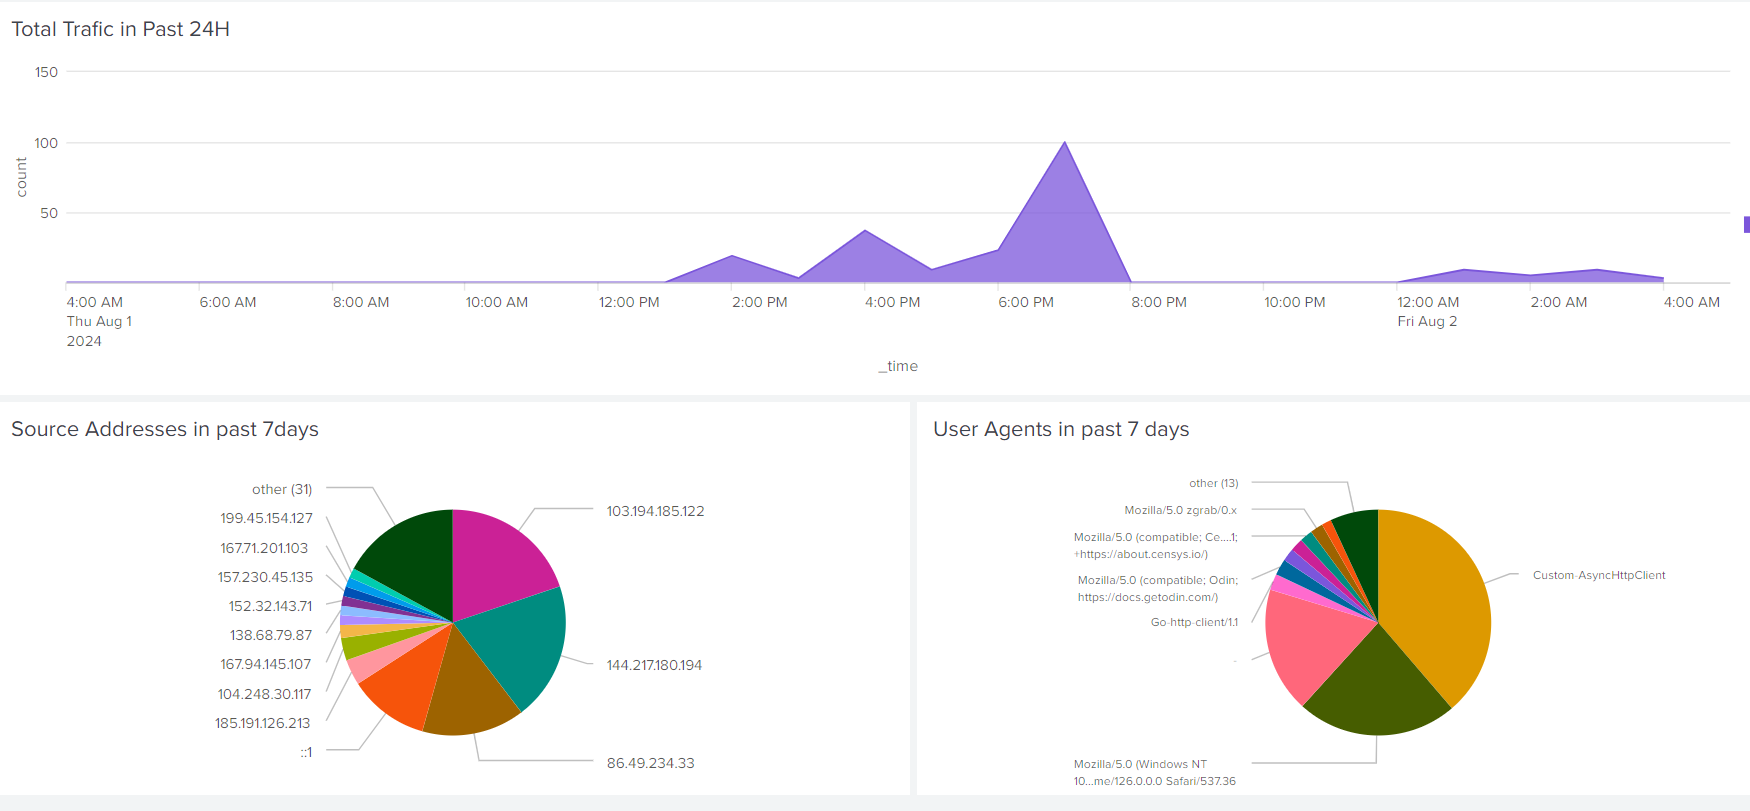 Total Trafic in Past 24H
150
100
50
count
4:00 AM
Thu Aug 1
2024
6:00 AM
8:00 AM
10:00 AM
12:00 PM
2:00 PM
4:00 PM
6:00 PM
8:00 PM
10:00 PM
12:00 AM
Fri Aug 2
2:00 AM
4:00 AM
_time
Source Addresses in past 7days
other (31)
199.45.154.127
167.71.201.103
157.230.45.135
152.32.143.71
138.68.79.87
167.94.145.107
104.248.30.117
185.191.126.213
::1
103.194.185.122
144.217.180.194
86.49.234.33
User Agents in past 7 days
other (13)
Mozilla/5.0 zgrab/0.x
Mozilla/5.0 (compatible; Ce....1;
+https://about.censys.io/)
Mozilla/5.0 (compatible; Odin;
https://docs.getodin.com/)
Go-http-client/1.1
-
Mozilla/5.0 (Windows NT
10...me/126.0.0.0 Safari/537.36
Custom-AsyncHttpClient